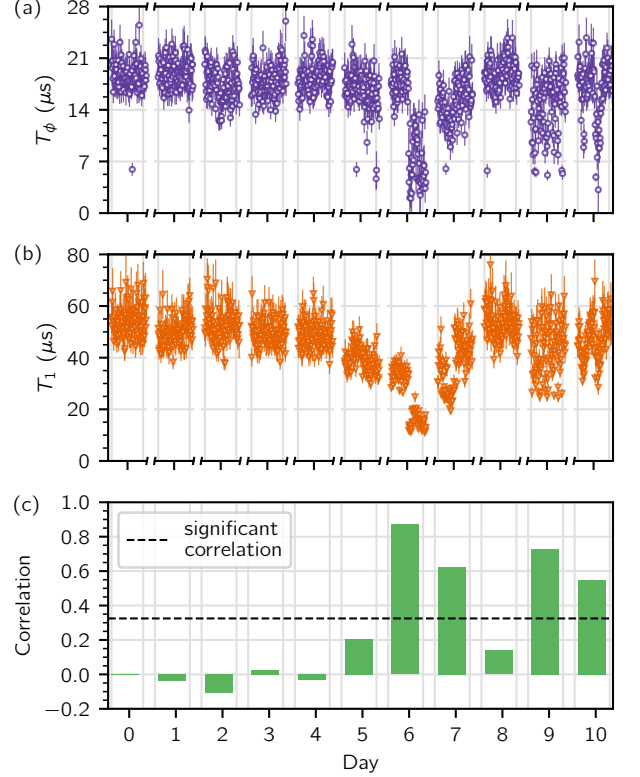 (a)
28
21
14
7
0
T_ϕ (μs)
(b)
80
60
40
20
0
T_1 (μs)
(c)
1.0
0.8
0.6
0.4
0.2
0.0
−0.2
Correlation
significant
correlation
0 1 2 3 4 5 6 7 8 9 10
Day